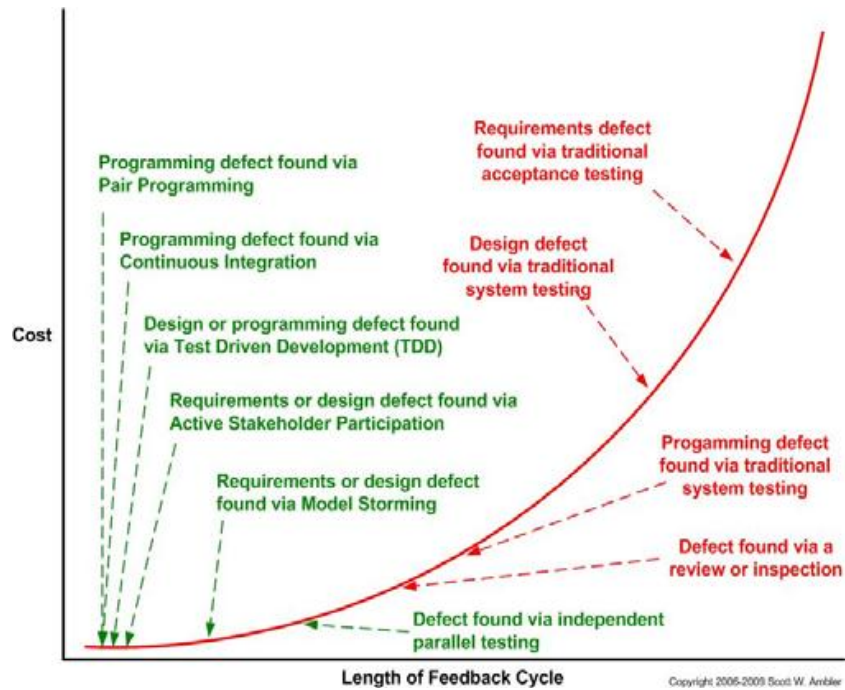 Programming defect found via
Pair Programming
Programming defect found via
Continuous Integration
Design or programming defect found
via Test Driven Development (TDD)
Requirements or design defect found via
Active Stakeholder Participation
Requirements or design defect
found via Model Storming
Defect found via independent
parallel testing
Requirements defect
found via traditional
acceptance testing
Design defect
found via traditional
system testing
Progamming defect
found via traditional
system testing
Defect found via a
review or inspection
Cost
Length of Feedback Cycle
Copyright 2006-2009 Scott W. Ambler